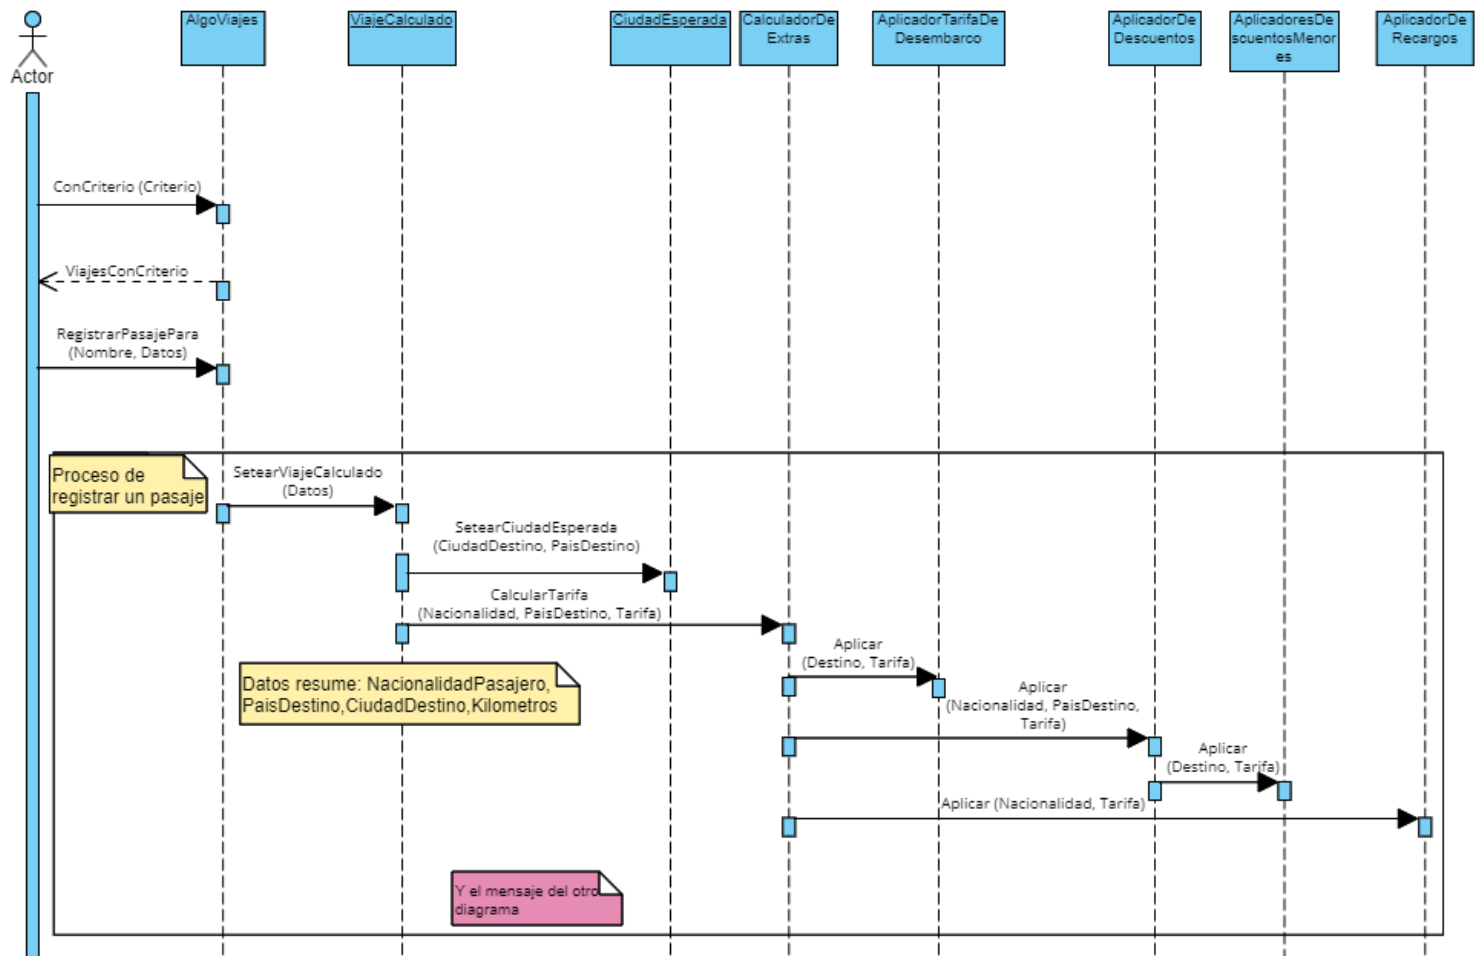 AlgoViajes
ViajeCalculado
CiudadEsperada
CalculadorDe
Extras
AplicadorTarifaDe
Desembarco
AplicadorDe
Descuentos
AplicadoresDe
scuentosMenor
es
AplicadorDe
Recargos
Actor
ConCriterio (Criterio)
ViajesConCriterio
RegistrarPasajePara
(Nombre, Datos)
Proceso de
registrar un pasaje
SetearViajeCalculado
(Datos)
SetearCiudadEsperada
(CiudadDestino, PaisDestino)
CalcularTarifa
(Nacionalidad, PaisDestino, Tarifa)
Aplicar
(Destino, Tarifa)
Datos resume: NacionalidadPasajero,
PaisDestino,CiudadDestino,Kilometros
Aplicar
(Nacionalidad, PaisDestino,
Tarifa)
Aplicar
(Destino, Tarifa)
Aplicar (Nacionalidad, Tarifa)
Y el mensaje del otro
diagrama